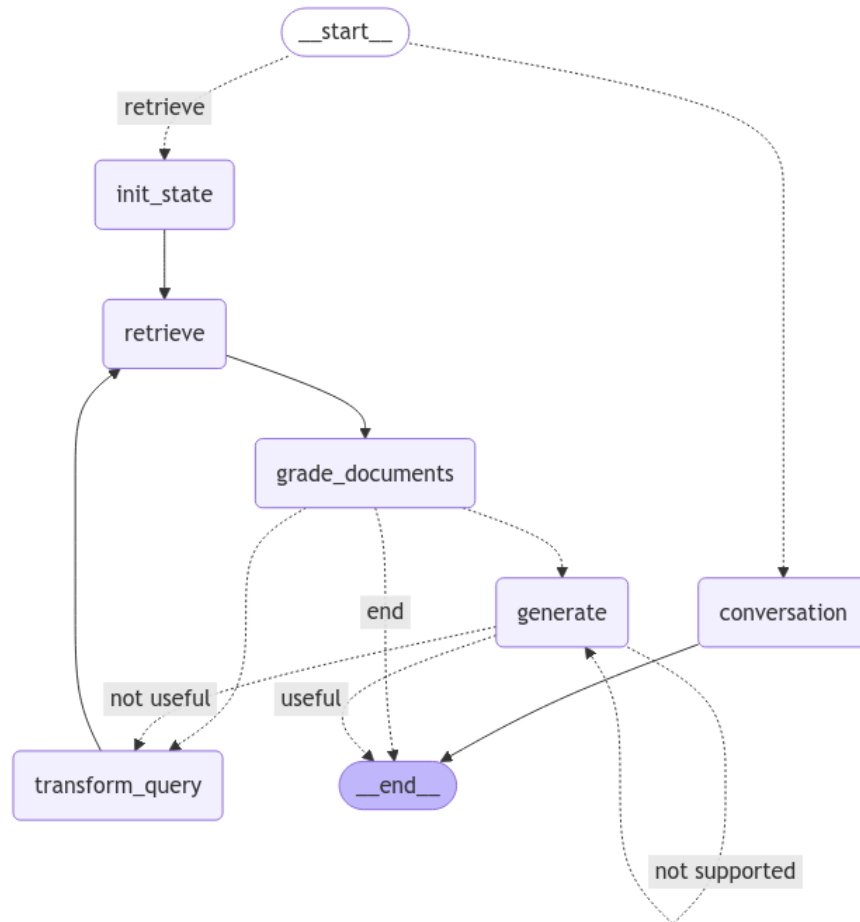 __start__
retrieve
init_state
retrieve
grade_documents
end
generate
conversation
not useful
useful
transform_query
__end__
not supported